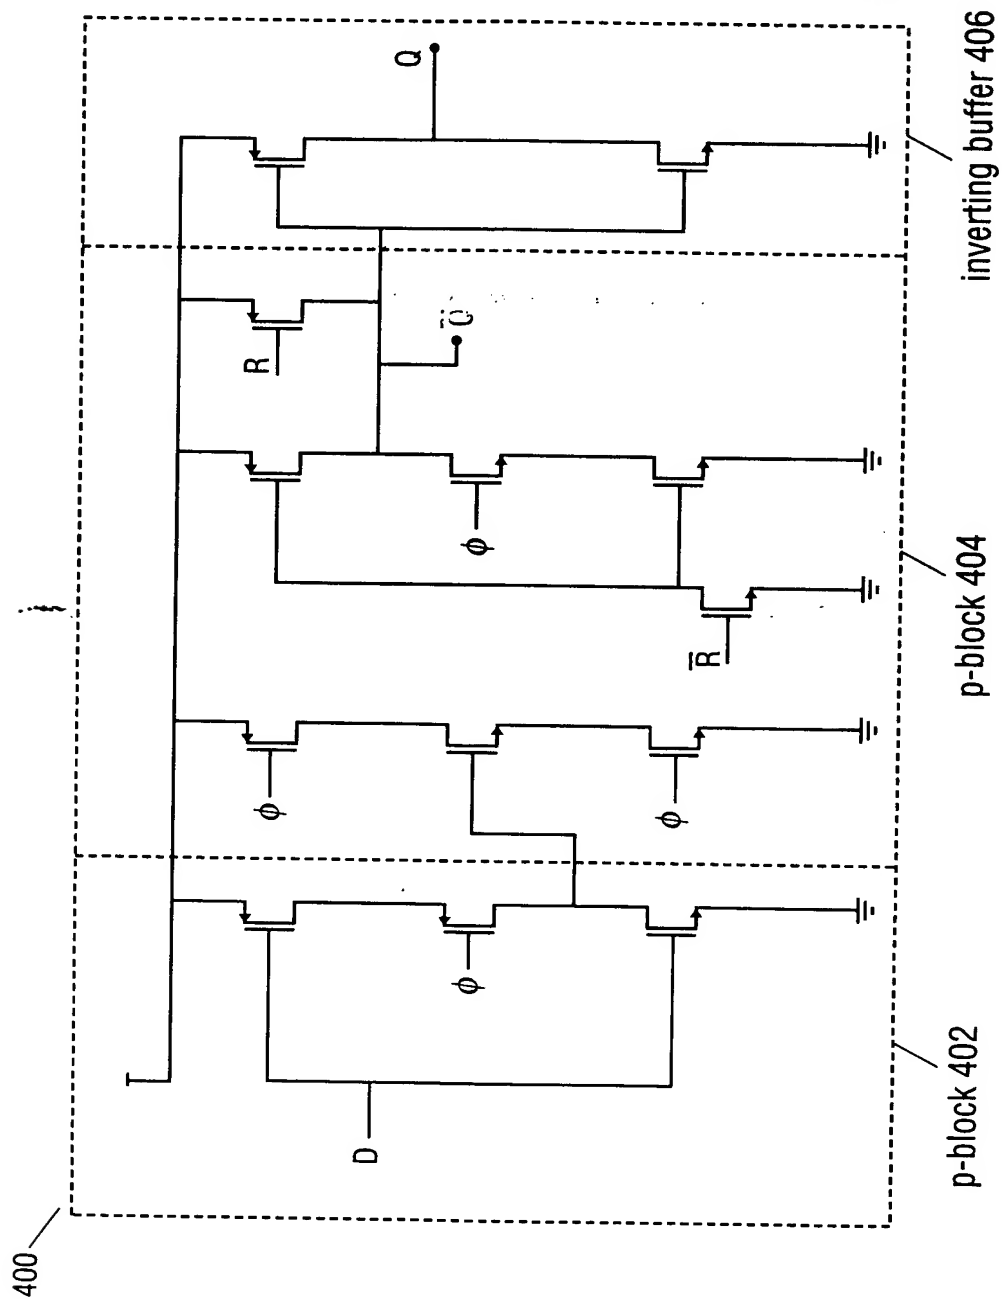 400
D
ϕ
ϕ
ϕ
R̅
ϕ
R
Q̅
Q
p-block 402
p-block 404
inverting buffer 406